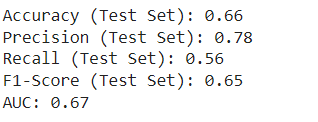 Accuracy (Test Set): 0.66
Precision (Test Set): 0.78
Recall (Test Set): 0.56
F1-Score (Test Set): 0.65
AUC: 0.67